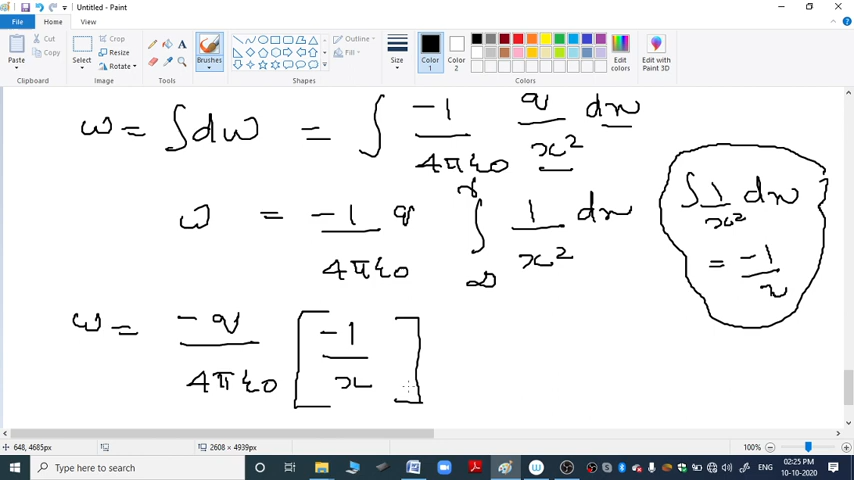 Untitled - Paint
File Home View
Paste Cut Copy Select Crop Resize Rotate A Brushes Outline Fill Size Color 1 Color 2 Edit colors Edit with Paint 3D
Clipboard Image Tools Shapes Colors
w = ∫dw = ∫ -1/4πε0 q/x² dx
w = -1/4πε0 q ∫_∞^r 1/x² dx
∫ 1/x² dx
= -1/x
w = -q/4πε0 [-1/x]
648, 4685px 2608 × 4939px 100%
Type here to search ENG 02:25 PM 10-10-2020